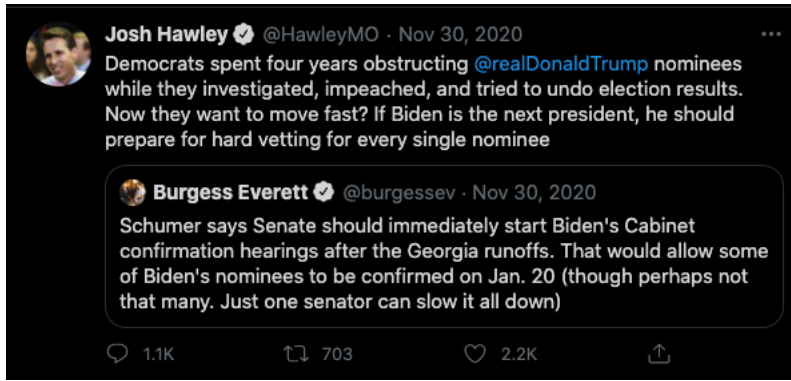 Josh Hawley @HawleyMO · Nov 30, 2020
Democrats spent four years obstructing @realDonaldTrump nominees
while they investigated, impeached, and tried to undo election results.
Now they want to move fast? If Biden is the next president, he should
prepare for hard vetting for every single nominee
Burgess Everett @burgessev · Nov 30, 2020
Schumer says Senate should immediately start Biden's Cabinet
confirmation hearings after the Georgia runoffs. That would allow some
of Biden's nominees to be confirmed on Jan. 20 (though perhaps not
that many. Just one senator can slow it all down)
1.1K 703 2.2K